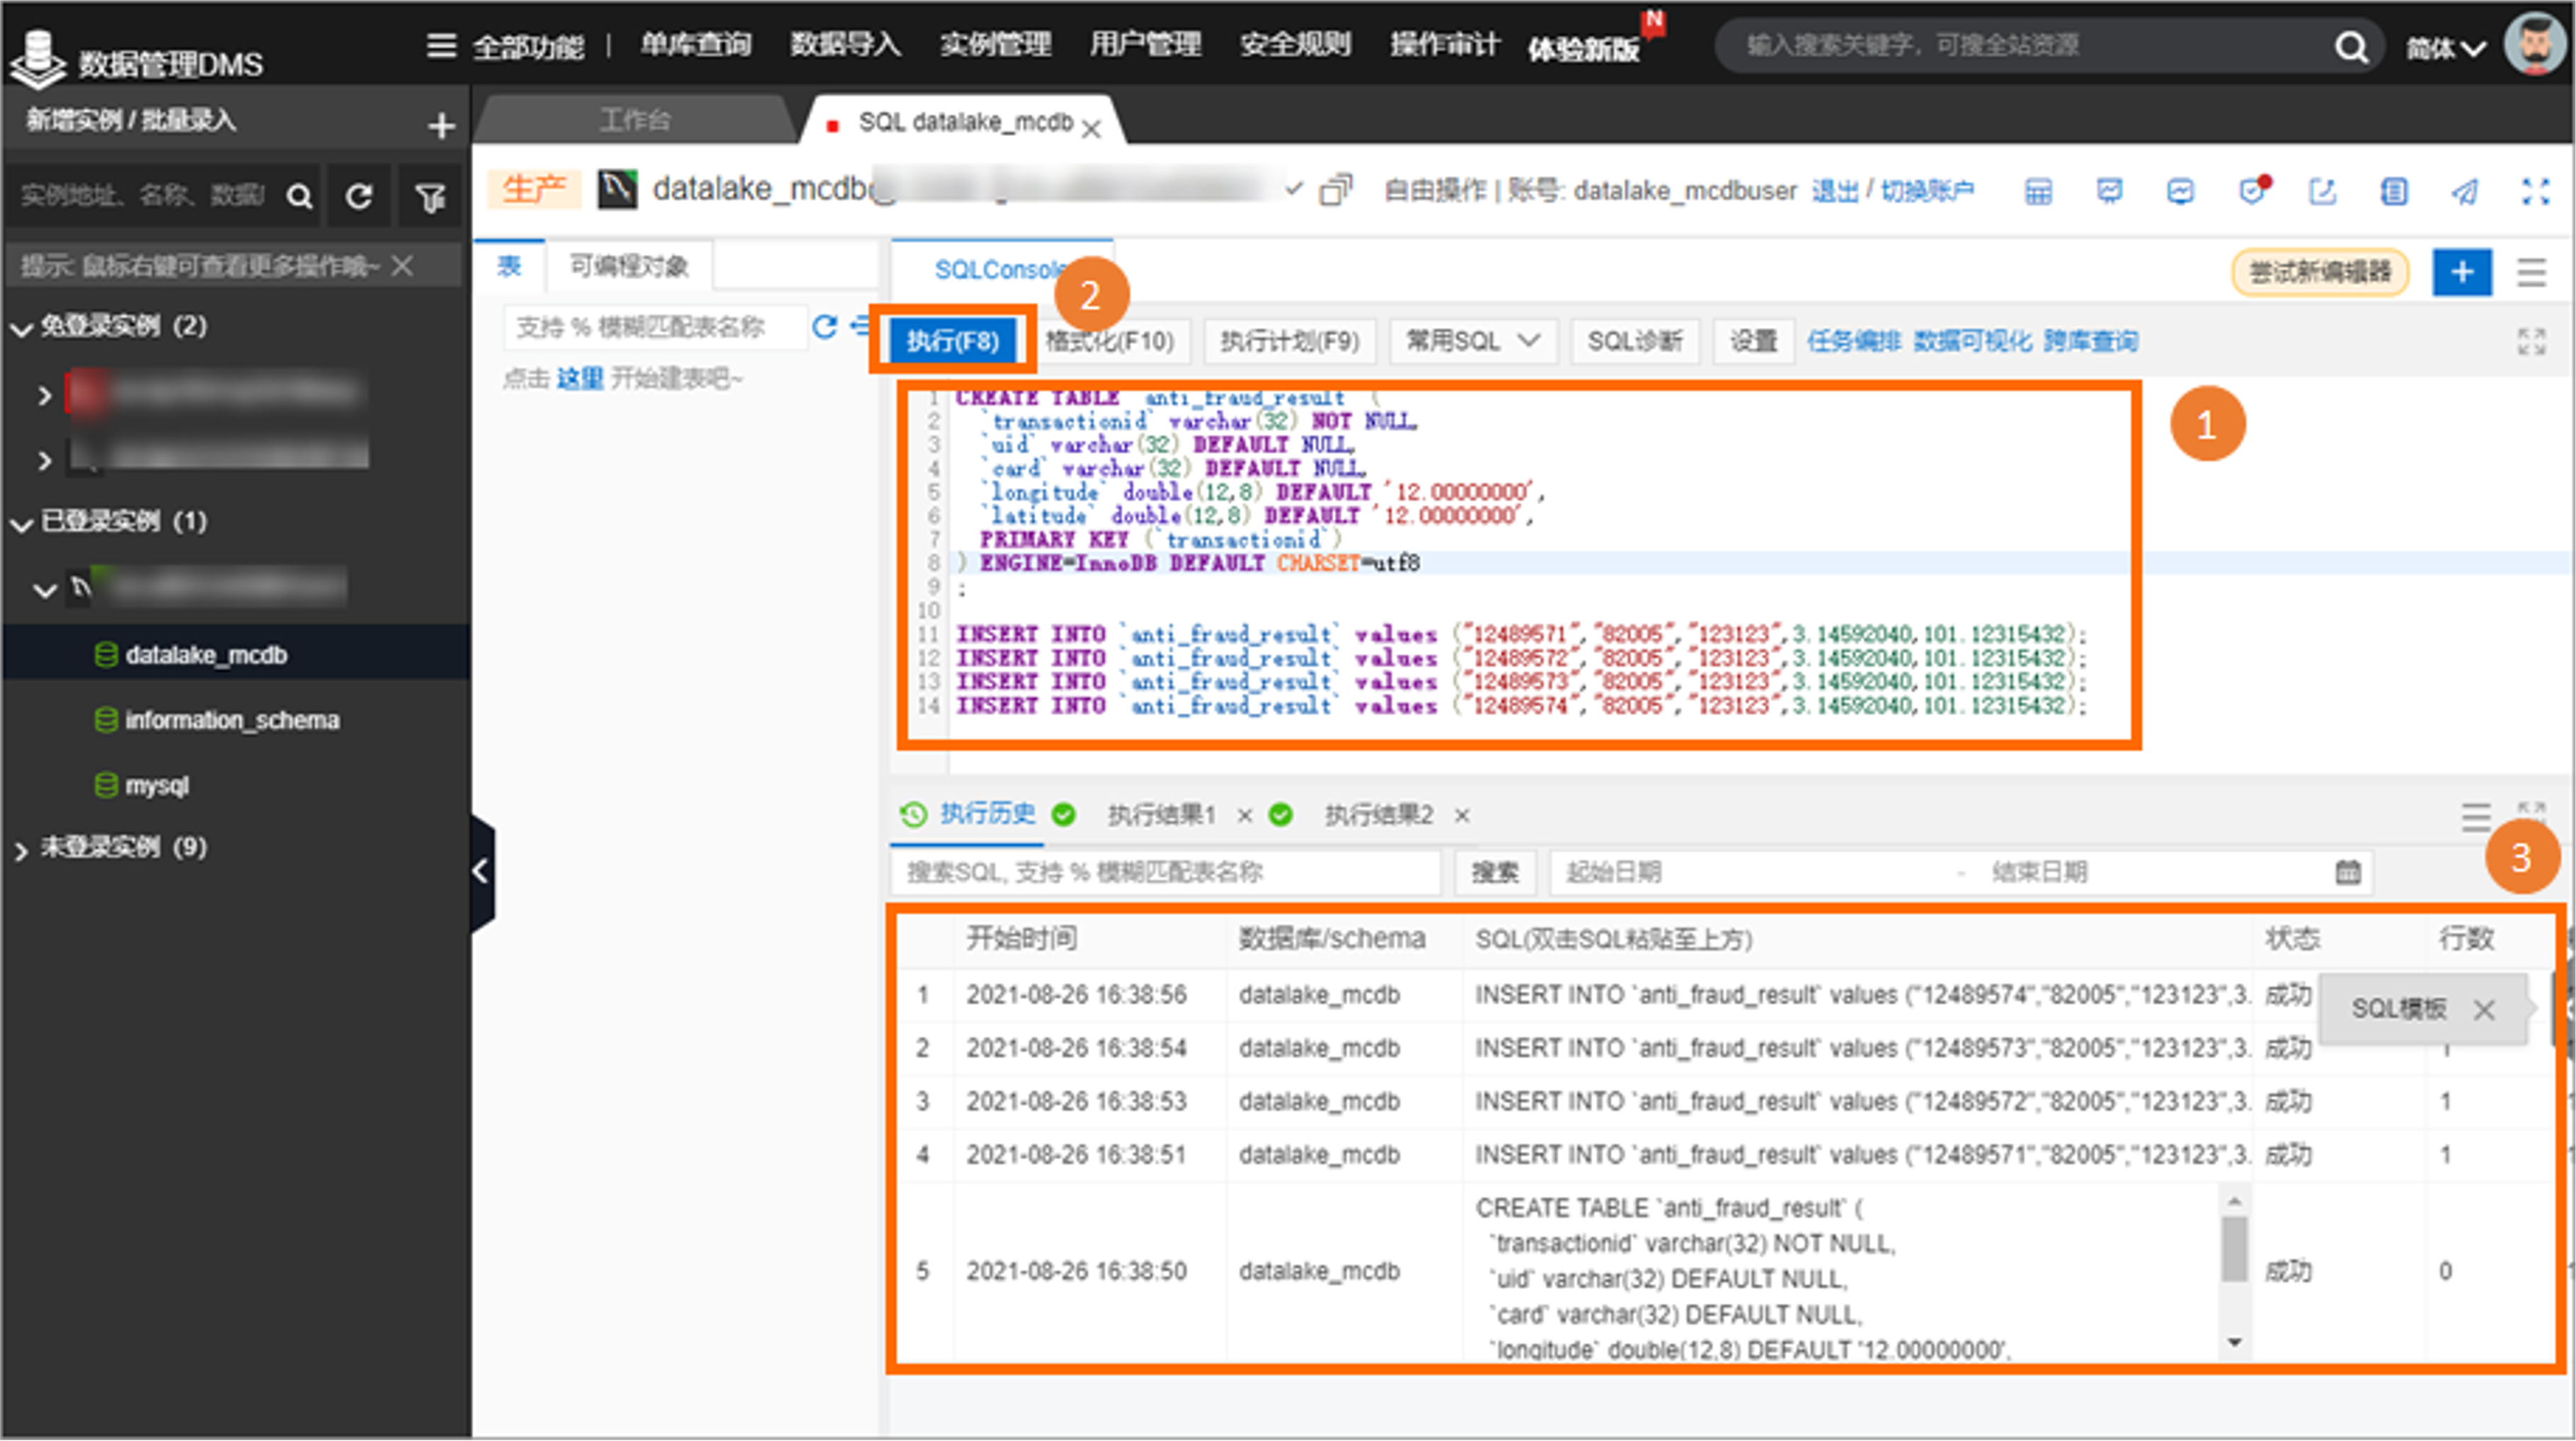 数据管理DMS
全部功能 | 单库查询 数据导入 实例管理 用户管理 安全规则 操作审计 体验新版 N
输入搜索关键字，可搜全站资源
简体
新增实例 / 批量录入 +
工作台
SQL datalake_mcdb ×
实例地址、名称、数据
提示: 鼠标右键可查看更多操作哦~ ×
免登录实例 (2)
已登录实例 (1)
datalake_mcdb
information_schema
mysql
未登录实例 (9)
生产 datalake_mcdb@
自由操作 | 账号: datalake_mcdbuser 退出 / 切换账户
表 可编程对象
支持 % 模糊匹配表名称
点击 这里 开始建表吧~
SQLConsole
2
尝试新编辑器 +
执行(F8) 格式化(F10) 执行计划(F9) 常用SQL SQL诊断 设置 任务编排 数据可视化 跨库查询
1
1 CREATE TABLE `anti_fraud_result` (
2 `transactionid` varchar(32) NOT NULL,
3 `uid` varchar(32) DEFAULT NULL,
4 `card` varchar(32) DEFAULT NULL,
5 `longitude` double(12,8) DEFAULT '12.00000000',
6 `latitude` double(12,8) DEFAULT '12.00000000',
7 PRIMARY KEY (`transactionid`)
8 ) ENGINE=InnoDB DEFAULT CHARSET=utf8
9 ;
10
11 INSERT INTO `anti_fraud_result` values ("12489571","82005","123123",3.14592040,101.12315432);
12 INSERT INTO `anti_fraud_result` values ("12489572","82005","123123",3.14592040,101.12315432);
13 INSERT INTO `anti_fraud_result` values ("12489573","82005","123123",3.14592040,101.12315432);
14 INSERT INTO `anti_fraud_result` values ("12489574","82005","123123",3.14592040,101.12315432);
执行历史 执行结果1 × 执行结果2 ×
3
搜索SQL, 支持 % 模糊匹配表名称 搜索 起始日期 - 结束日期
开始时间 数据库/schema SQL(双击SQL粘贴至上方) 状态 行数
1 2021-08-26 16:38:56 datalake_mcdb INSERT INTO `anti_fraud_result` values ("12489574","82005","123123",3. 成功
SQL模板 ×
2 2021-08-26 16:38:54 datalake_mcdb INSERT INTO `anti_fraud_result` values ("12489573","82005","123123",3. 成功 1
3 2021-08-26 16:38:53 datalake_mcdb INSERT INTO `anti_fraud_result` values ("12489572","82005","123123",3. 成功 1
4 2021-08-26 16:38:51 datalake_mcdb INSERT INTO `anti_fraud_result` values ("12489571","82005","123123",3. 成功 1
5 2021-08-26 16:38:50 datalake_mcdb CREATE TABLE `anti_fraud_result` ( 成功 0
`transactionid` varchar(32) NOT NULL,
`uid` varchar(32) DEFAULT NULL,
`card` varchar(32) DEFAULT NULL,
`longitude` double(12,8) DEFAULT '12.00000000',